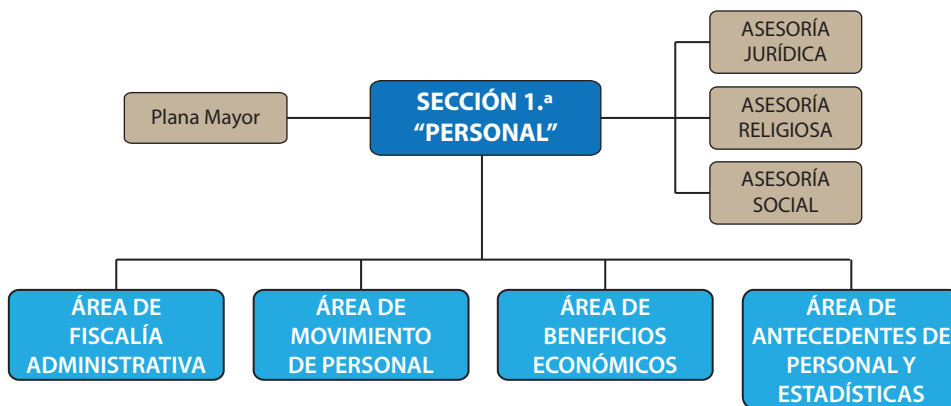 ASESORÍA
JURÍDICA
Plana Mayor
SECCIÓN 1.ª
“PERSONAL”
ASESORÍA
RELIGIOSA
ASESORÍA
SOCIAL
ÁREA DE
FISCALÍA
ADMINISTRATIVA
ÁREA DE
MOVIMIENTO
DE PERSONAL
ÁREA DE
BENEFICIOS
ECONÓMICOS
ÁREA DE
ANTECEDENTES DE
PERSONAL Y
ESTADÍSTICAS